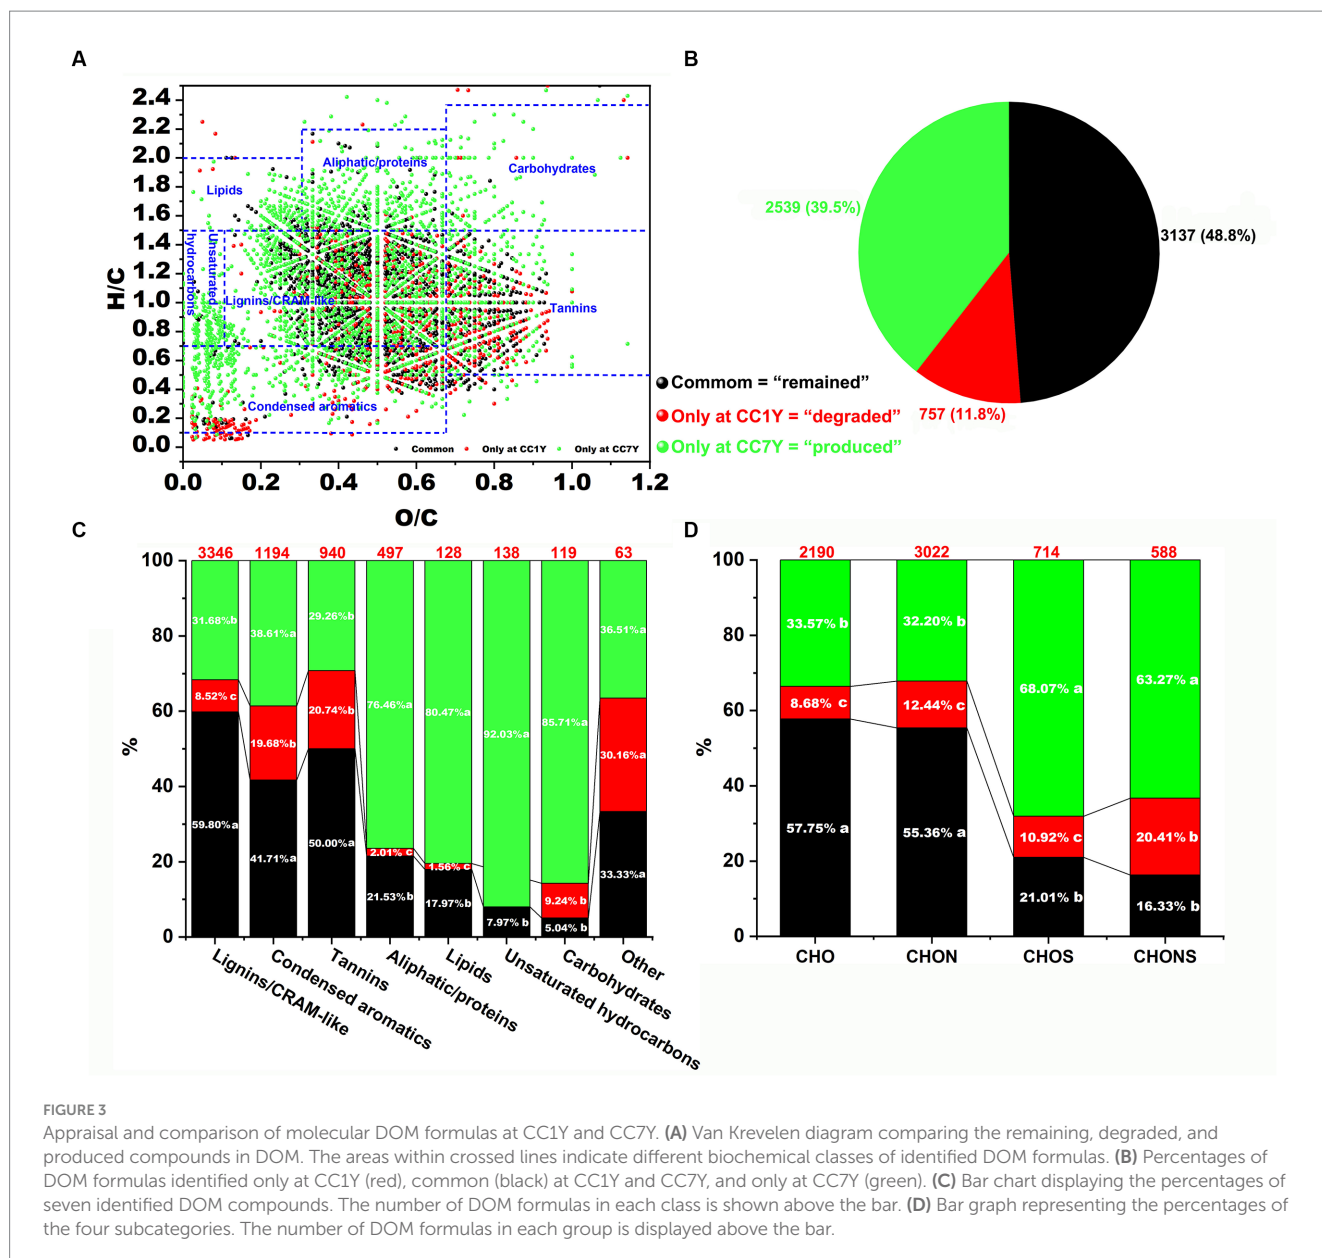 A
B
2.4
2.2
2.0
1.8
1.6
1.4
1.2
1.0
0.8
0.6
0.4
0.2
0.0
H/C
Aliphatic/proteins
Carbohydrates
Lipids
Unsaturated
hydrocarbons
Lignins/CRAM-like
Tannins
Condensed aromatics
Common
Only at CC1Y
Only at CC7Y
0.0
0.2
0.4
0.6
0.8
1.0
1.2
O/C
2539 (39.5%)
3137 (48.8%)
757 (11.8%)
Commom = “remained”
Only at CC1Y = “degraded”
Only at CC7Y = “produced”
C
3346 1194 940 497 128 138 119 63
100
80
60
40
20
0
%
31.68% b
8.52% c
59.80% a
38.61% a
19.68% b
41.71% a
29.26% b
20.74% b
50.00% a
76.46% a
2.01% c
21.53% b
80.47% a
1.56% c
17.97% b
92.03% a
7.97% b
85.71% a
9.24% b
5.04% b
36.51% a
30.16% a
33.33% a
Lignins/CRAM-like
Condensed aromatics
Tannins
Aliphatic/proteins
Lipids
Unsaturated hydrocarbons
Carbohydrates
Other
D
2190 3022 714 588
100
80
60
40
20
0
%
33.57% b
8.68% c
57.75% a
32.20% b
12.44% c
55.36% a
68.07% a
10.92% c
21.01% b
63.27% a
20.41% b
16.33% b
CHO
CHON
CHOS
CHONS
FIGURE 3
Appraisal and comparison of molecular DOM formulas at CC1Y and CC7Y. (A) Van Krevelen diagram comparing the remaining, degraded, and
produced compounds in DOM. The areas within crossed lines indicate different biochemical classes of identified DOM formulas. (B) Percentages of
DOM formulas identified only at CC1Y (red), common (black) at CC1Y and CC7Y, and only at CC7Y (green). (C) Bar chart displaying the percentages of
seven identified DOM compounds. The number of DOM formulas in each class is shown above the bar. (D) Bar graph representing the percentages of
the four subcategories. The number of DOM formulas in each group is displayed above the bar.